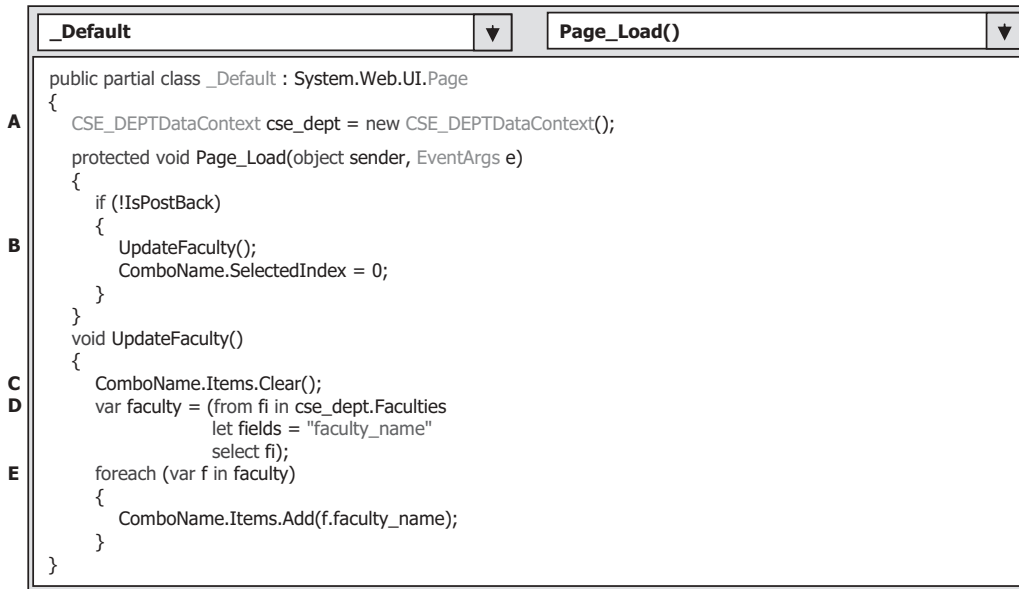 _Default Page_Load()
public partial class _Default : System.Web.UI.Page
{
A CSE_DEPTDataContext cse_dept = new CSE_DEPTDataContext();
protected void Page_Load(object sender, EventArgs e)
{
if (!IsPostBack)
{
B UpdateFaculty();
ComboName.SelectedIndex = 0;
}
}
void UpdateFaculty()
{
C ComboName.Items.Clear();
D var faculty = (from fi in cse_dept.Faculties
let fields = "faculty_name"
select fi);
E foreach (var f in faculty)
{
ComboName.Items.Add(f.faculty_name);
}
}